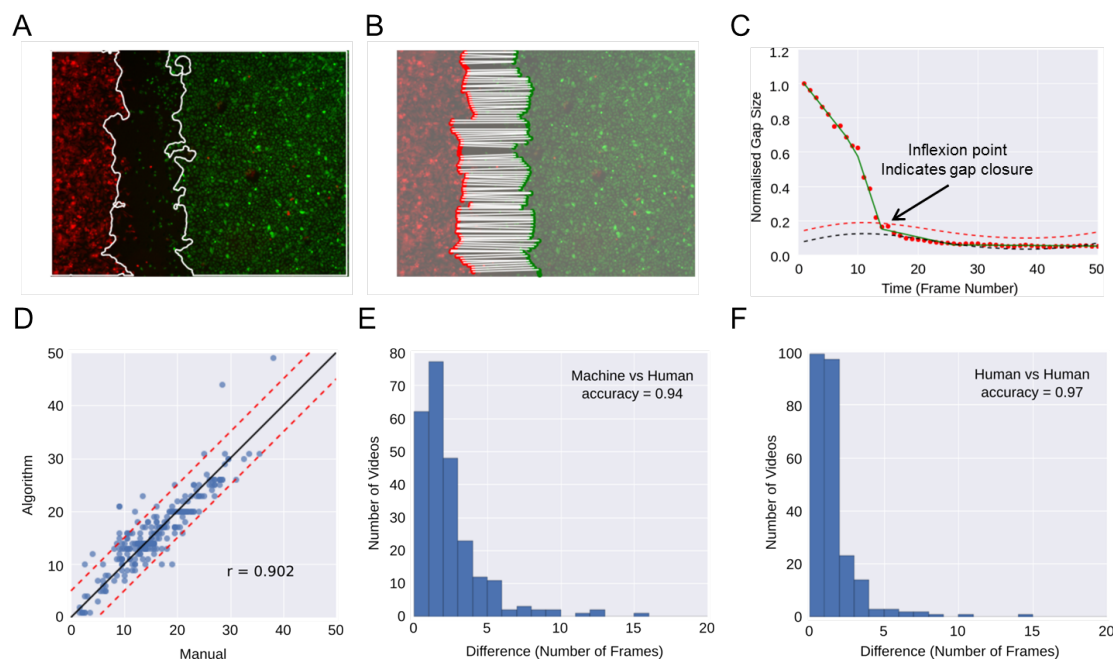 A
B
C
1.2
1.0
0.8
0.6
0.4
0.2
0.0
Normalised Gap Size
Inflexion point
Indicates gap closure
0
10
20
30
40
50
Time (Frame Number)
D
E
F
50
40
30
20
10
0
Algorithm
r = 0.902
0
10
20
30
40
50
Manual
80
70
60
50
40
30
20
10
0
Number of Videos
Machine vs Human
accuracy = 0.94
0
5
10
15
20
Difference (Number of Frames)
100
80
60
40
20
0
Number of Videos
Human vs Human
accuracy = 0.97
0
5
10
15
20
Difference (Number of Frames)